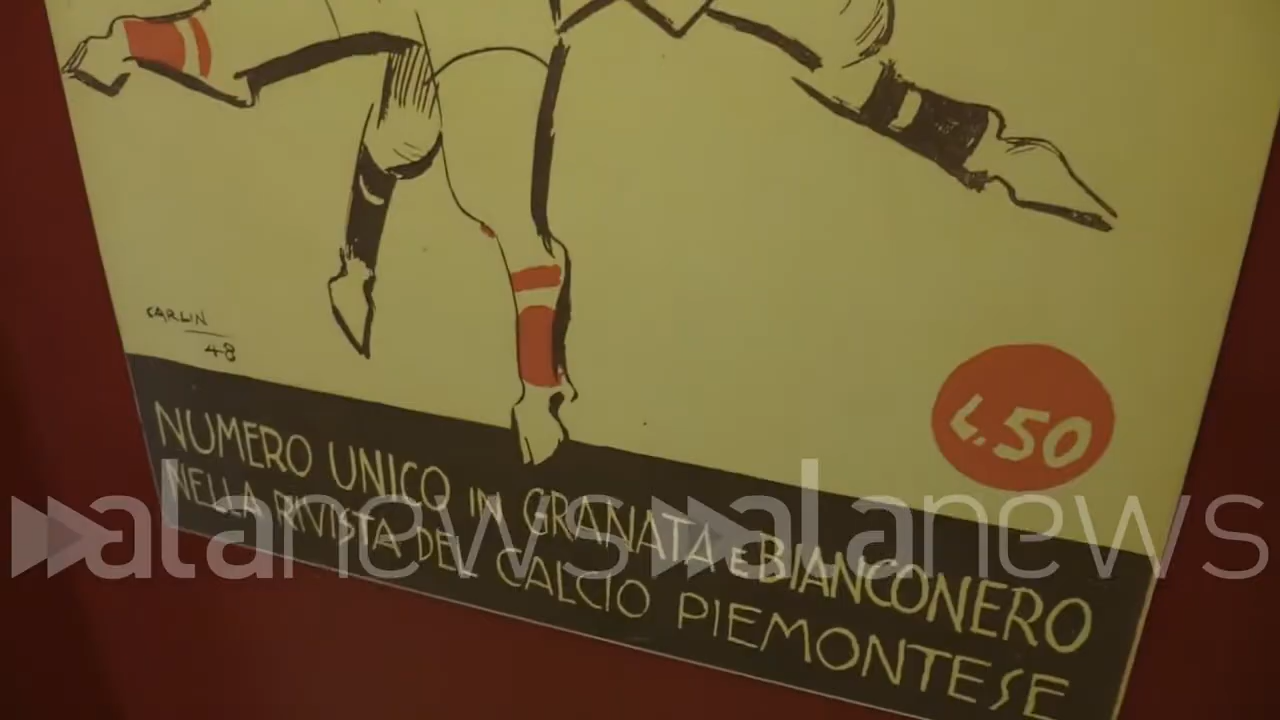 CARLIN
48
L.50
NUMERO UNICO IN GRANATA E BIANCONERO
NELLA RIVISTA DEL CALCIO PIEMONTESE
alanews alanews